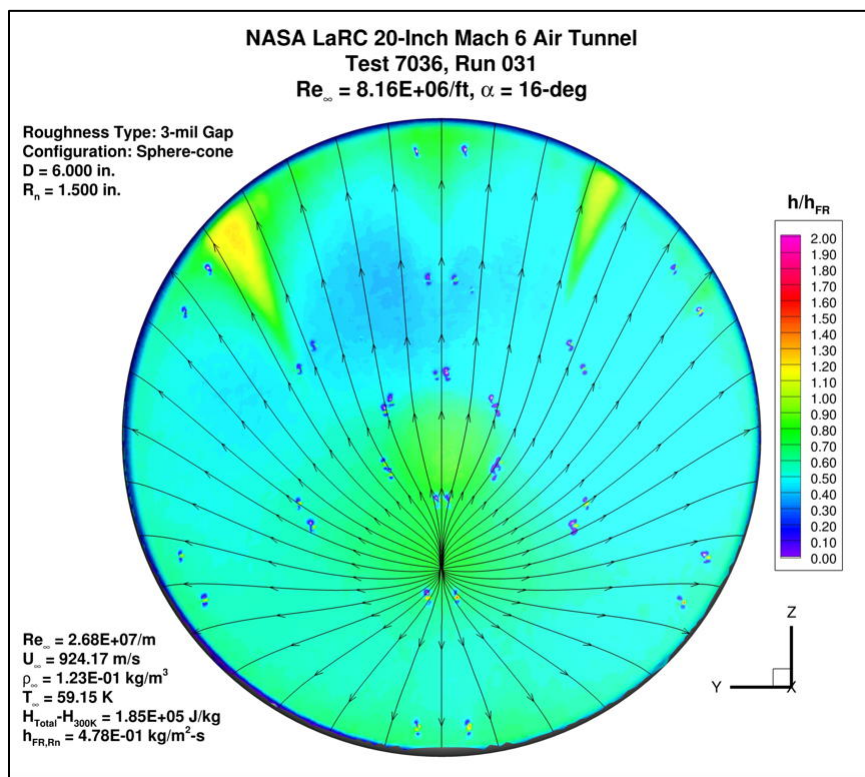 NASA LaRC 20-Inch Mach 6 Air Tunnel
Test 7036, Run 031
Re∞ = 8.16E+06/ft, α = 16-deg
Roughness Type: 3-mil Gap
Configuration: Sphere-cone
D = 6.000 in.
Rn = 1.500 in.
h/hFR
2.00
1.90
1.80
1.70
1.60
1.50
1.40
1.30
1.20
1.10
1.00
0.90
0.80
0.70
0.60
0.50
0.40
0.30
0.20
0.10
0.00
Z
Y
X
Re∞ = 2.68E+07/m
U∞ = 924.17 m/s
ρ∞ = 1.23E-01 kg/m³
T∞ = 59.15 K
HTotal-H300K = 1.85E+05 J/kg
hFR,Rn = 4.78E-01 kg/m²-s